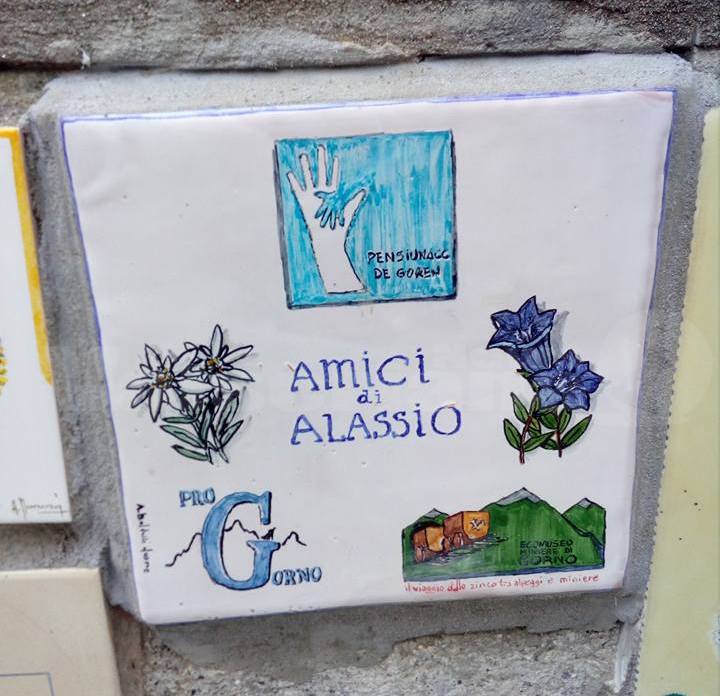 PENSIUNACC
DE GOREN
AMICI
di
ALASSIO
PRO
GORNO
ECOMUSEO
MINIERE DI
GORNO
il viaggio dello zinco tra alpeggi e miniere